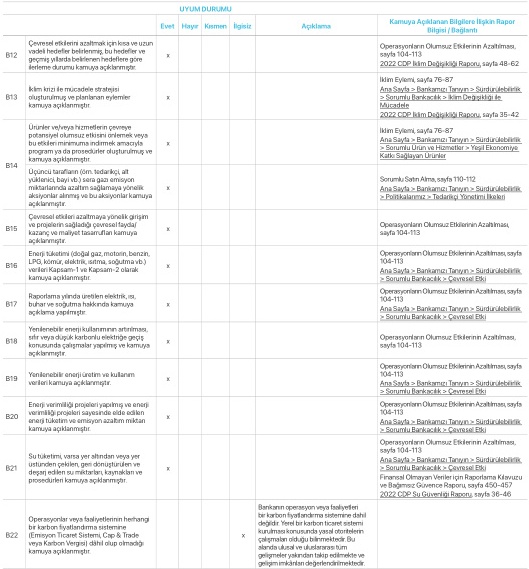 UYUM DURUMU
Evet Hayır Kısmen İlgisiz Açıklama Kamuya Açıklanan Bilgilere İlişkin Rapor
Bilgisi / Bağlantı
B12
Çevresel etkilerini azaltmak için kısa ve uzun
vadeli hedefler belirlenmiş, bu hedefler ve
geçmiş yıllarda belirlenen hedeflere göre
ilerleme durumu kamuya açıklanmıştır.
x
Operasyonların Olumsuz Etkilerinin Azaltılması,
sayfa 104-113
2022 CDP İklim Değişikliği Raporu, sayfa 48-62
B13
İklim krizi ile mücadele stratejisi
oluşturulmuş ve planlanan eylemler
kamuya açıklanmıştır.
x
İklim Eylemi, sayfa 76-87
Ana Sayfa > Bankamızı Tanıyın > Sürdürülebilirlik
> Sorumlu Bankacılık > İklim Değişikliği ile
Mücadele
2022 CDP İklim Değişikliği Raporu, sayfa 35-42
B14
Ürünler ve/veya hizmetlerin çevreye
potansiyel olumsuz etkisini önlemek veya
bu etkileri minimuma indirmek amacıyla
program ya da prosedürler oluşturulmuş ve
kamuya açıklanmıştır.
x
İklim Eylemi, sayfa 76-87
Ana Sayfa > Bankamızı Tanıyın > Sürdürülebilirlik
> Sorumlu Ürün ve Hizmetler > Yeşil Ekonomiye
Katkı Sağlayan Ürünler
Üçüncü tarafların (örn. tedarikçi, alt
yüklenici, bayi vb.) sera gazı emisyon
miktarlarında azaltım sağlamaya yönelik
aksiyonlar alınmış ve bu aksiyonlar kamuya
açıklanmıştır.
x
Sorumlu Satın Alma, sayfa 110-112
Ana Sayfa > Bankamızı Tanıyın > Sürdürülebilirlik
> Politikalarımız > Tedarikçi Yönetimi İlkeleri
B15
Çevresel etkileri azaltmaya yönelik girişim
ve projelerin sağladığı çevresel fayda/
kazanç ve maliyet tasarrufları kamuya
açıklanmıştır.
x
Operasyonların Olumsuz Etkilerinin Azaltılması,
sayfa 104-113
B16
Enerji tüketimi (doğal gaz, motorin, benzin,
LPG, kömür, elektrik, ısıtma, soğutma vb.)
verileri Kapsam-1 ve Kapsam-2 olarak
kamuya açıklanmıştır.
x
Operasyonların Olumsuz Etkilerinin Azaltılması, sayfa
104-113
Ana Sayfa > Bankamızı Tanıyın > Sürdürülebilirlik
> Sorumlu Bankacılık > Çevresel Etki
B17
Raporlama yılında üretilen elektrik, ısı,
buhar ve soğutma hakkında kamuya
açıklama yapılmıştır.
x
Operasyonların Olumsuz Etkilerinin Azaltılması, sayfa
104-113
Ana Sayfa > Bankamızı Tanıyın > Sürdürülebilirlik
> Sorumlu Bankacılık > Çevresel Etki
B18
Yenilenebilir enerji kullanımının artırılması,
sıfır veya düşük karbonlu elektriğe geçiş
konusunda çalışmalar yapılmış ve kamuya
açıklanmıştır.
x
Operasyonların Olumsuz Etkilerinin Azaltılması,
sayfa 104-113
B19
Yenilenebilir enerji üretim ve kullanım
verileri kamuya açıklanmıştır.
x
Operasyonların Olumsuz Etkilerinin Azaltılması, sayfa
104-113
Ana Sayfa > Bankamızı Tanıyın > Sürdürülebilirlik
> Sorumlu Bankacılık > Çevresel Etki
B20
Enerji verimliliği projeleri yapılmış ve enerji
verimliliği projeleri sayesinde elde edilen
enerji tüketim ve emisyon azaltım miktarı
kamuya açıklanmıştır.
x
Operasyonların Olumsuz Etkilerinin Azaltılması, sayfa
104-113
Ana Sayfa > Bankamızı Tanıyın > Sürdürülebilirlik
> Sorumlu Bankacılık > Çevresel Etki
B21
Su tüketimi, varsa yer altından veya yer
üstünden çekilen, geri dönüştürülen ve
deşarj edilen su miktarları, kaynakları ve
prosedürleri kamuya açıklanmıştır.
x
Operasyonların Olumsuz Etkilerinin Azaltılması,
sayfa 104-113
Ana Sayfa > Bankamızı Tanıyın > Sürdürülebilirlik
> Sorumlu Bankacılık > Çevresel Etki
Finansal Olmayan Veriler için Raporlama Kılavuzu
ve Bağımsız Güvence Raporu, sayfa 450-457
2022 CDP Su Güvenliği Raporu, sayfa 36-46
B22
Operasyonlar veya faaliyetlerinin herhangi
bir karbon fiyatlandırma sistemine
(Emisyon Ticaret Sistemi, Cap & Trade
veya Karbon Vergisi) dâhil olup olmadığı
kamuya açıklanmıştır.
x
Bankanın operasyon veya faaliyetleri
bir karbon fiyatlandırma sistemine dahil
değildir. Yerel bir karbon ticaret sistemi
kurulması konusunda yasal otoritelerin
çalışmaları olduğu bilinmektedir. Bu
alanda ulusal ve uluslararası tüm
gelişmeler yakından takip edilmekte ve
gelişim imkânları değerlendirilmektedir.